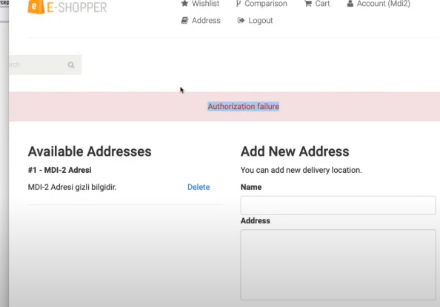 E-SHOPPER
Wishlist Comparison Cart Account (Mdi2)
Address Logout
Authorization failure
Available Addresses
#1 - MDI-2 Adresi
MDI-2 Adresi gizli bilgidir. Delete
Add New Address
You can add new delivery location.
Name
Address